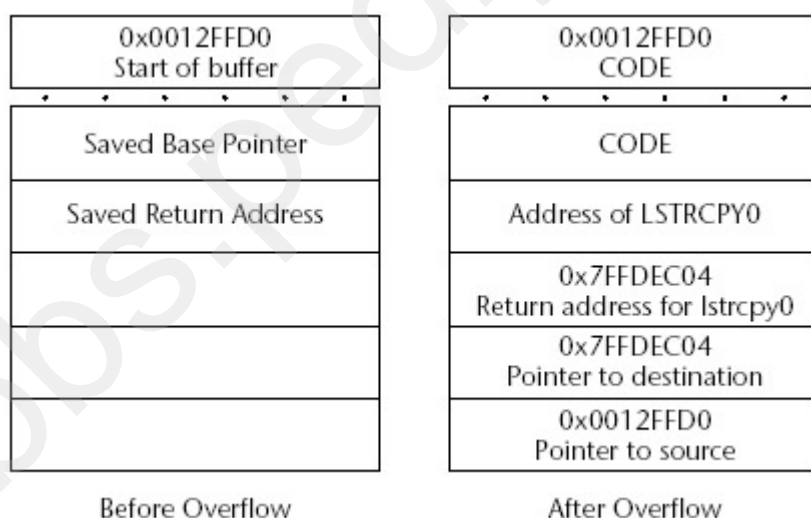 0x0012FFD0
Start of buffer
Saved Base Pointer
Saved Return Address
Before Overflow
0x0012FFD0
CODE
CODE
Address of LSTRCPY0
0x7FFDEC04
Return address for lstrcpy0
0x7FFDEC04
Pointer to destination
0x0012FFD0
Pointer to source
After Overflow